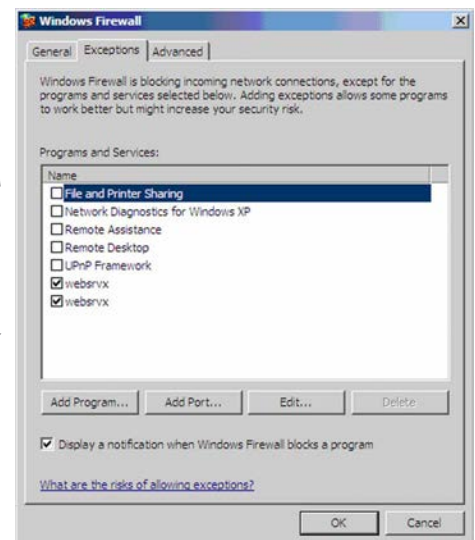 Windows Firewall
General Exceptions Advanced
Windows Firewall is blocking incoming network connections, except for the
programs and services selected below. Adding exceptions allows some programs
to work better but might increase your security risk.
Programs and Services:
Name
File and Printer Sharing
Network Diagnostics for Windows XP
Remote Assistance
Remote Desktop
UPnP Framework
websrvx
websrvx
Add Program... Add Port... Edit... Delete
Display a notification when Windows Firewall blocks a program
What are the risks of allowing exceptions?
OK Cancel